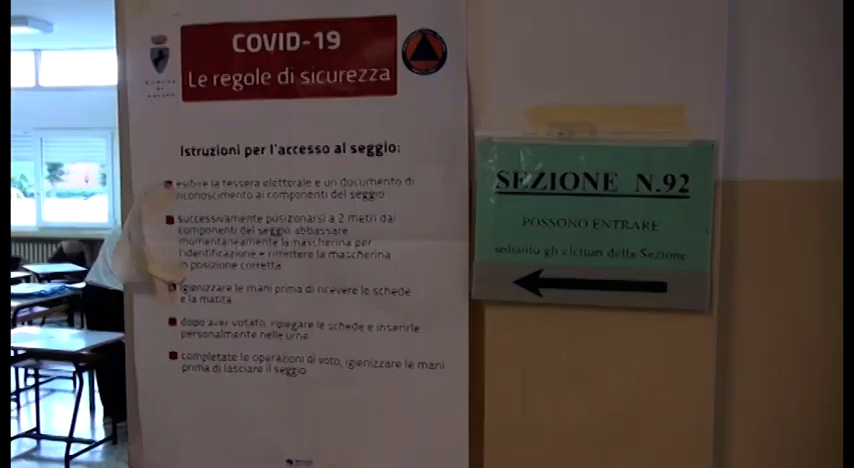 COVID-19
Le regole di sicurezza
Istruzioni per l'accesso al seggio:
esibire la tessera elettorale e un documento di
riconoscimento ai componenti del seggio
successivamente posizionarsi a 2 metri dai
componenti del seggio abbassare
momentaneamente la mascherina per
l'identificazione e rimettere la mascherina
in posizione corretta
igienizzare le mani prima di ricevere le schede
e la matita
dopo aver votato, ripiegare le schede e inserirle
personalmente nelle urne
completate le operazioni di voto, igienizzare le mani
prima di lasciare il seggio
SEZIONE N.92
POSSONO ENTRARE
soltanto gli elettori della Sezione